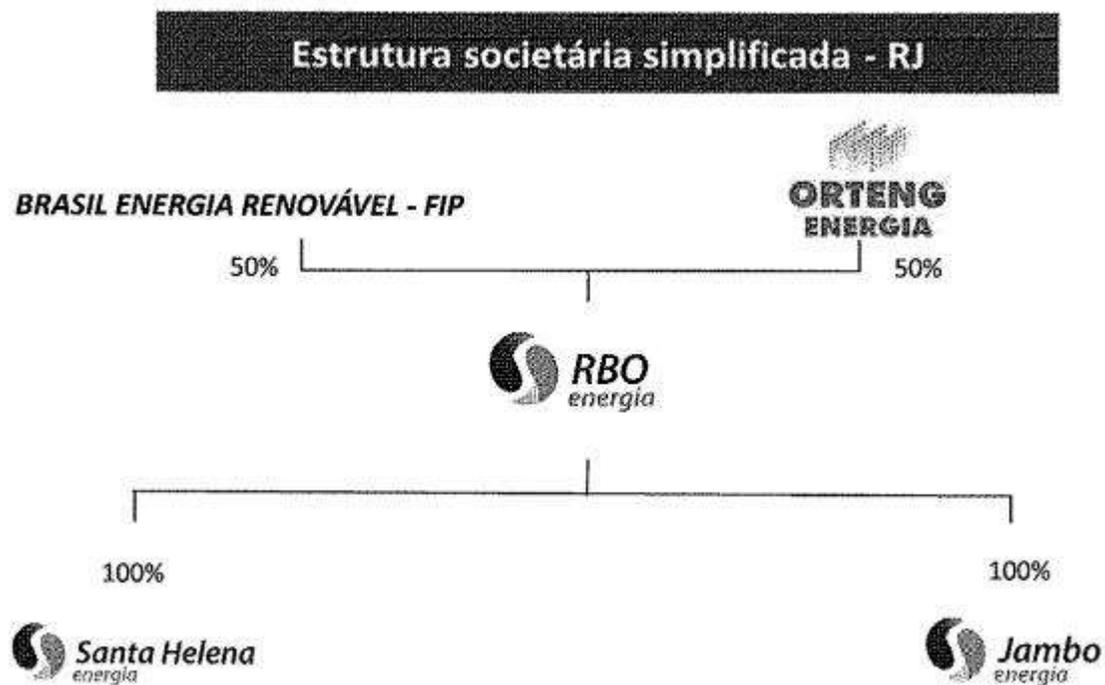 Estrutura societária simplificada - RJ
BRASIL ENERGIA RENOVÁVEL - FIP
ORTENG
ENERGIA
50%
50%
RBO
energia
100%
100%
Santa Helena
energia
Jambo
energia